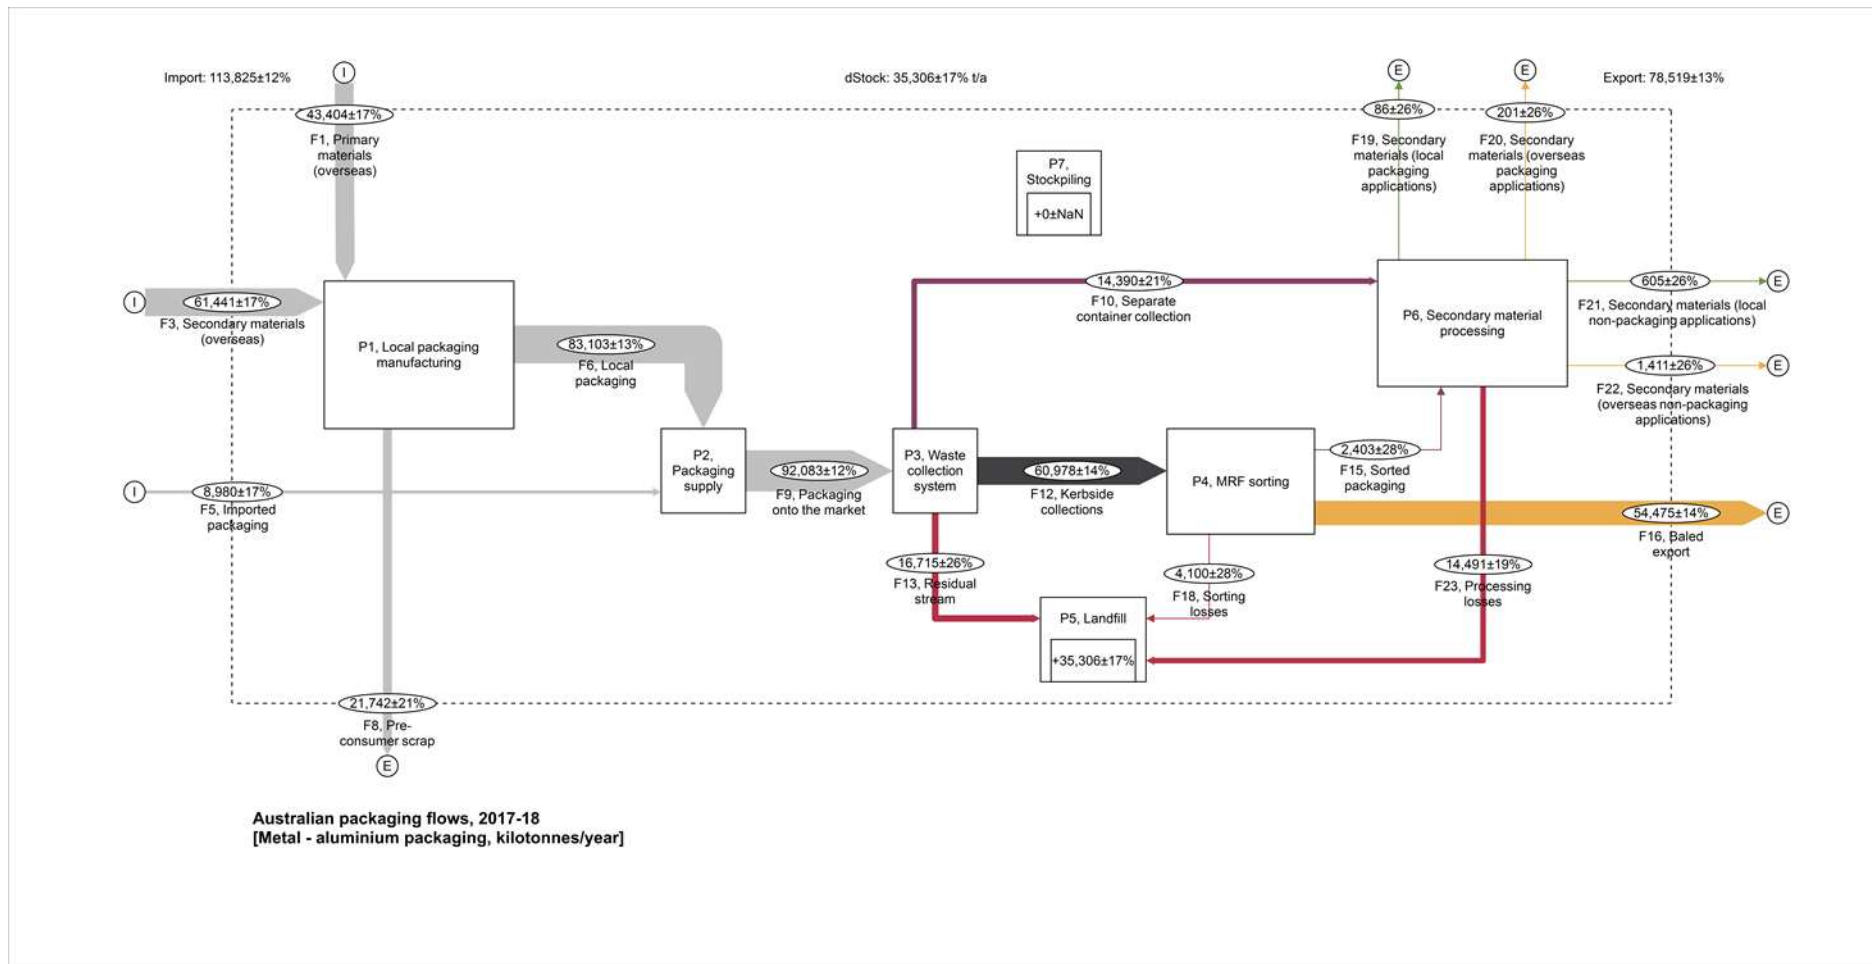 Import: 113,825±12%
I
dStock: 35,306±17% t/a
E
E
Export: 78,519±13%
43,404±17%
F1, Primary
materials
(overseas)
86±26%
F19, Secondary
materials (local
packaging
applications)
201±26%
F20, Secondary
materials (overseas
packaging
applications)
P7,
Stockpiling
+0±NaN
I
61,441±17%
F3, Secondary materials
(overseas)
P1, Local packaging
manufacturing
83,103±13%
F6, Local
packaging
14,390±21%
F10, Separate
container collection
P6, Secondary material
processing
605±26%
E
F21, Secondary materials (local
non-packaging applications)
1,411±26%
E
F22, Secondary materials
(overseas non-packaging
applications)
I
8,980±17%
F5, Imported
packaging
P2,
Packaging
supply
92,083±12%
F9, Packaging
onto the market
P3, Waste
collection
system
60,978±14%
F12, Kerbside
collections
P4, MRF sorting
2,403±28%
F15, Sorted
packaging
54,475±14%
E
F16, Baled
export
16,715±26%
F13, Residual
stream
4,100±28%
F18, Sorting
losses
14,491±19%
F23, Processing
losses
P5, Landfill
+35,306±17%
21,742±21%
F8, Pre-
consumer scrap
E
Australian packaging flows, 2017-18
[Metal - aluminium packaging, kilotonnes/year]